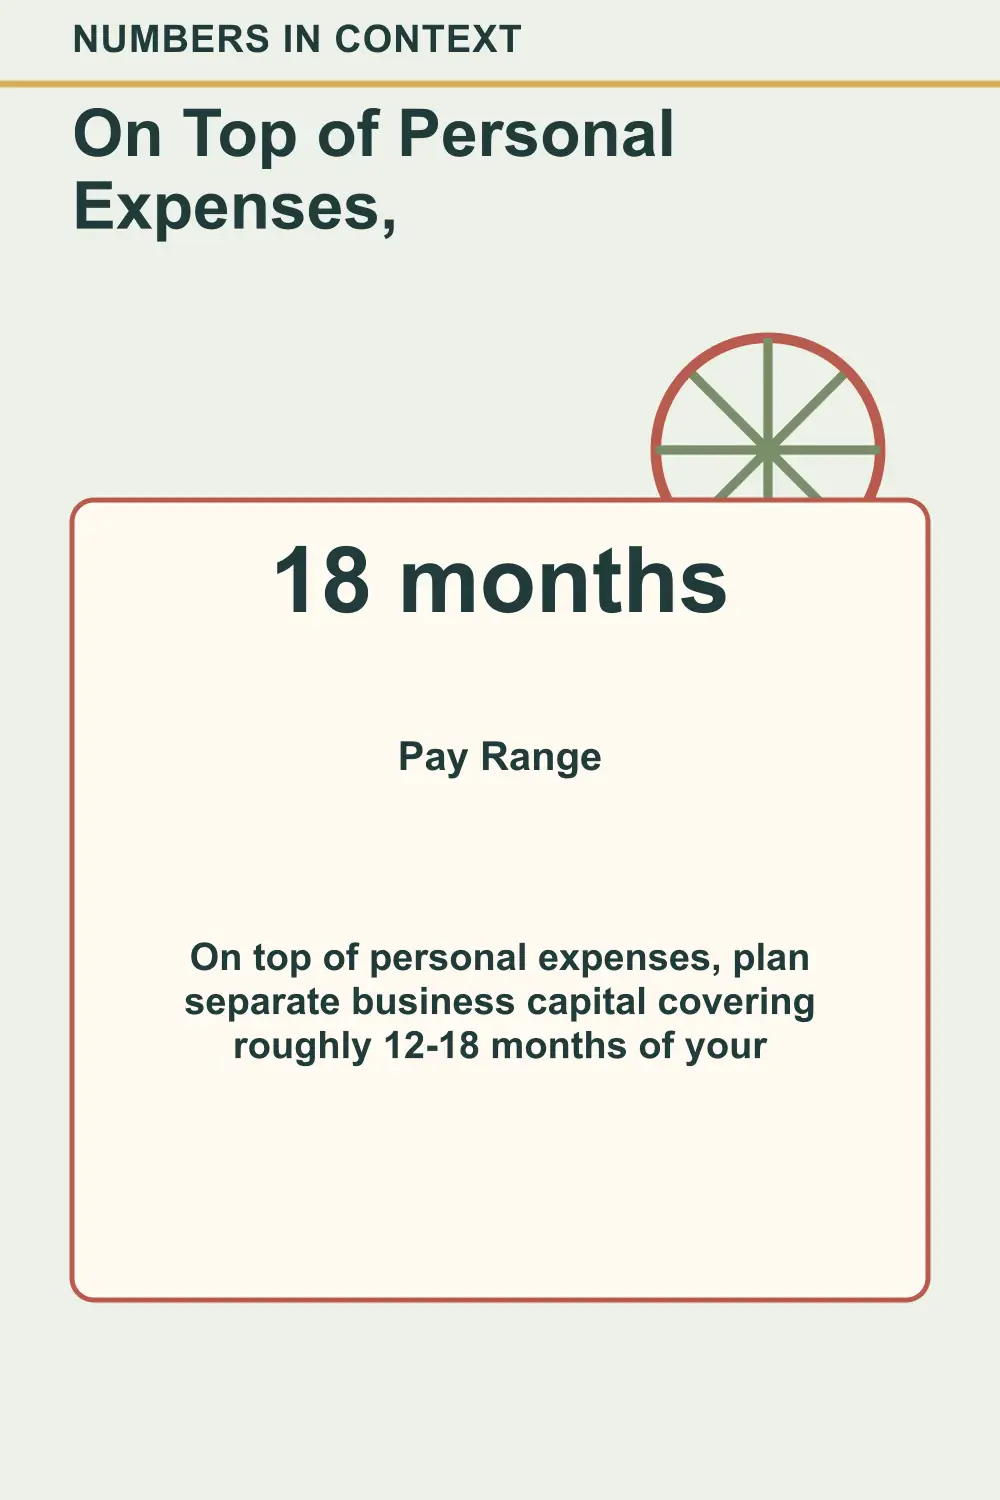 NUMBERS IN CONTEXT
On Top of Personal
Expenses,
18 months
Pay Range
On top of personal expenses, plan
separate business capital covering
roughly 12-18 months of your